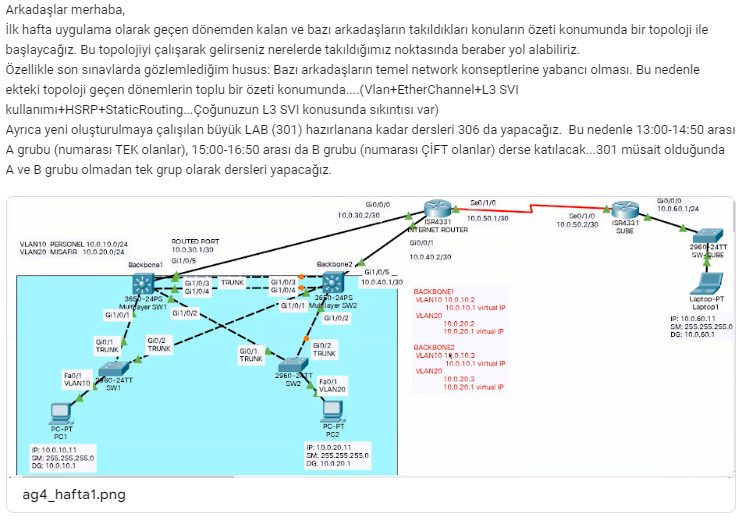 Arkadaşlar merhaba,
İlk hafta uygulama olarak geçen dönemden kalan ve bazı arkadaşların takıldıkları konuların özeti konumunda bir topoloji ile
başlaycağız. Bu topolojiyi çalışarak gelirseniz nerelerde takıldığımız noktasında beraber yol alabiliriz.
Özellikle son sınavlarda gözlemlediğim husus: Bazı arkadaşların temel network konseptlerine yabancı olması. Bu nedenle
ekteki topoloji geçen dönemlerin toplu bir özeti konumunda....(Vlan+EtherChannel+L3 SVI
kullanımı+HSRP+StaticRouting...Çoğunuzun L3 SVI konusunda sıkıntısı var)
Ayrıca yeni oluşturulmaya çalışılan büyük LAB (301) hazırlanana kadar dersleri 306 da yapacağız. Bu nedenle 13:00-14:50 arası
A grubu (numarası TEK olanlar), 15:00-16:50 arası da B grubu (numarası ÇİFT olanlar) derse katılacak...301 müsait olduğunda
A ve B grubu olmadan tek grup olarak dersleri yapacağız.
Gi0/0/0
10.0.30.2/30
ISR4331
INTERNET ROUTER
Se0/1/0
10.0.50.1/30
Se0/1/0
10.0.50.2/30
ISR4331
SUBE
Gi0/0/0
10.0.60.1/24
VLAN10 PERSONEL 10.0.10.0/24
VLAN20 MISAFIR 10.0.20.0/24
ROUTED PORT
10.0.30.1/30
Gi1/0/5
Gi0/0/1
10.0.40.2/30
2960-24TT
SW-SUBE
Backbone1
3650-24PS
Multilayer SW1
Gi1/0/3
Gi1/0/4
TRUNK
Gi1/0/3
Gi1/0/4
Backbone2
3650-24PS
Multilayer SW2
Gi1/0/5
10.0.40.1/30
Gi1/0/1
Gi1/0/2
Gi1/0/1
Gi1/0/2
Laptop-PT
Laptop1
IP: 10.0.60.11
SM: 255.255.255.0
DG: 10.0.60.1
BACKBONE1
VLAN10 10.0.10.2
10.0.10.1 virtual IP
VLAN20
10.0.20.2
10.0.20.1 virtual IP
BACKBONE2
VLAN10 10.0.10.3
10.0.10.1 virtual IP
VLAN20
10.0.20.3
10.0.20.1 virtual IP
Gi0/1
TRUNK
Gi0/2
TRUNK
Gi0/1
TRUNK
Gi0/2
TRUNK
2960-24TT
SW1
2960-24TT
SW2
Fa0/1
VLAN10
Fa0/1
VLAN20
PC-PT
PC1
PC-PT
PC2
IP: 10.0.10.11
SM: 255.255.255.0
DG: 10.0.10.1
IP: 10.0.20.11
SM: 255.255.255.0
DG: 10.0.20.1
ag4_hafta1.png